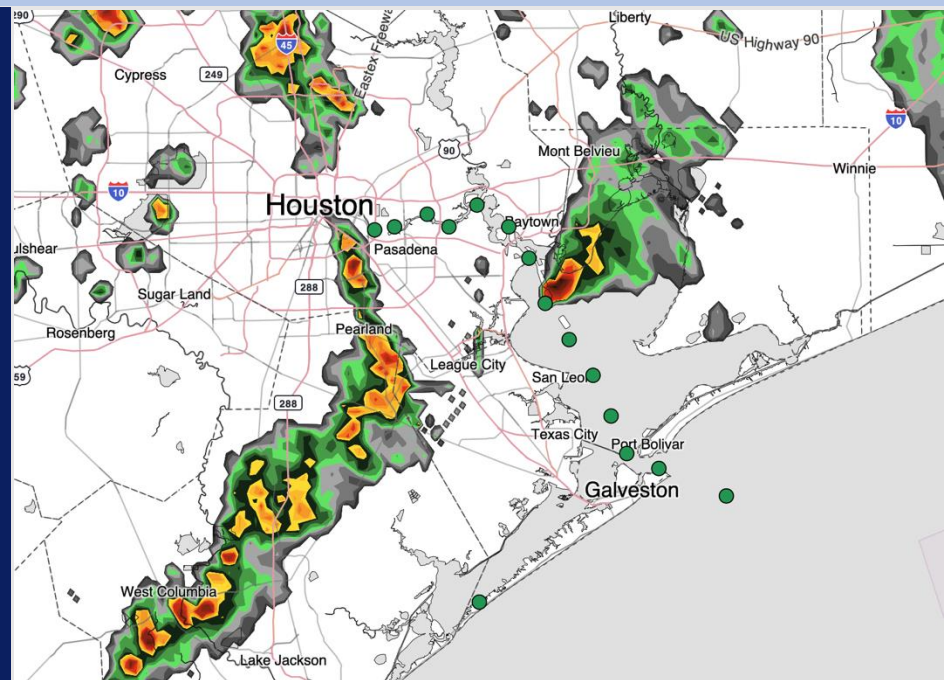 290
Liberty
45
US Highway 90
Cypress
249
Eastex Freewa
10
90
Mont Belvieu
Winnie
10
Houston
Baytown
Pasadena
ulshear
288
Sugar Land
Rosenberg
Pearland
League City
59
San Leon
288
Texas City
Port Bolivar
Galveston
West Columbia
Lake Jackson